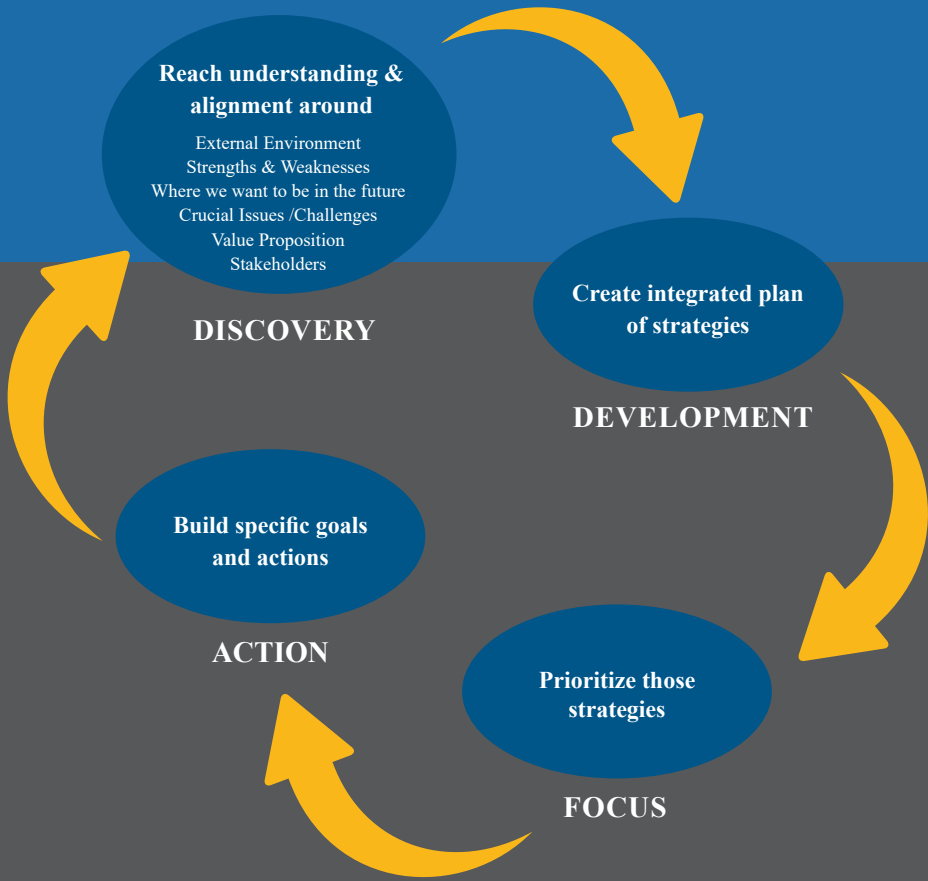 Reach understanding &
alignment around
External Environment
Strengths & Weaknesses
Where we want to be in the future
Crucial Issues /Challenges
Value Proposition
Stakeholders
DISCOVERY
Create integrated plan
of strategies
DEVELOPMENT
Prioritize those
strategies
FOCUS
Build specific goals
and actions
ACTION